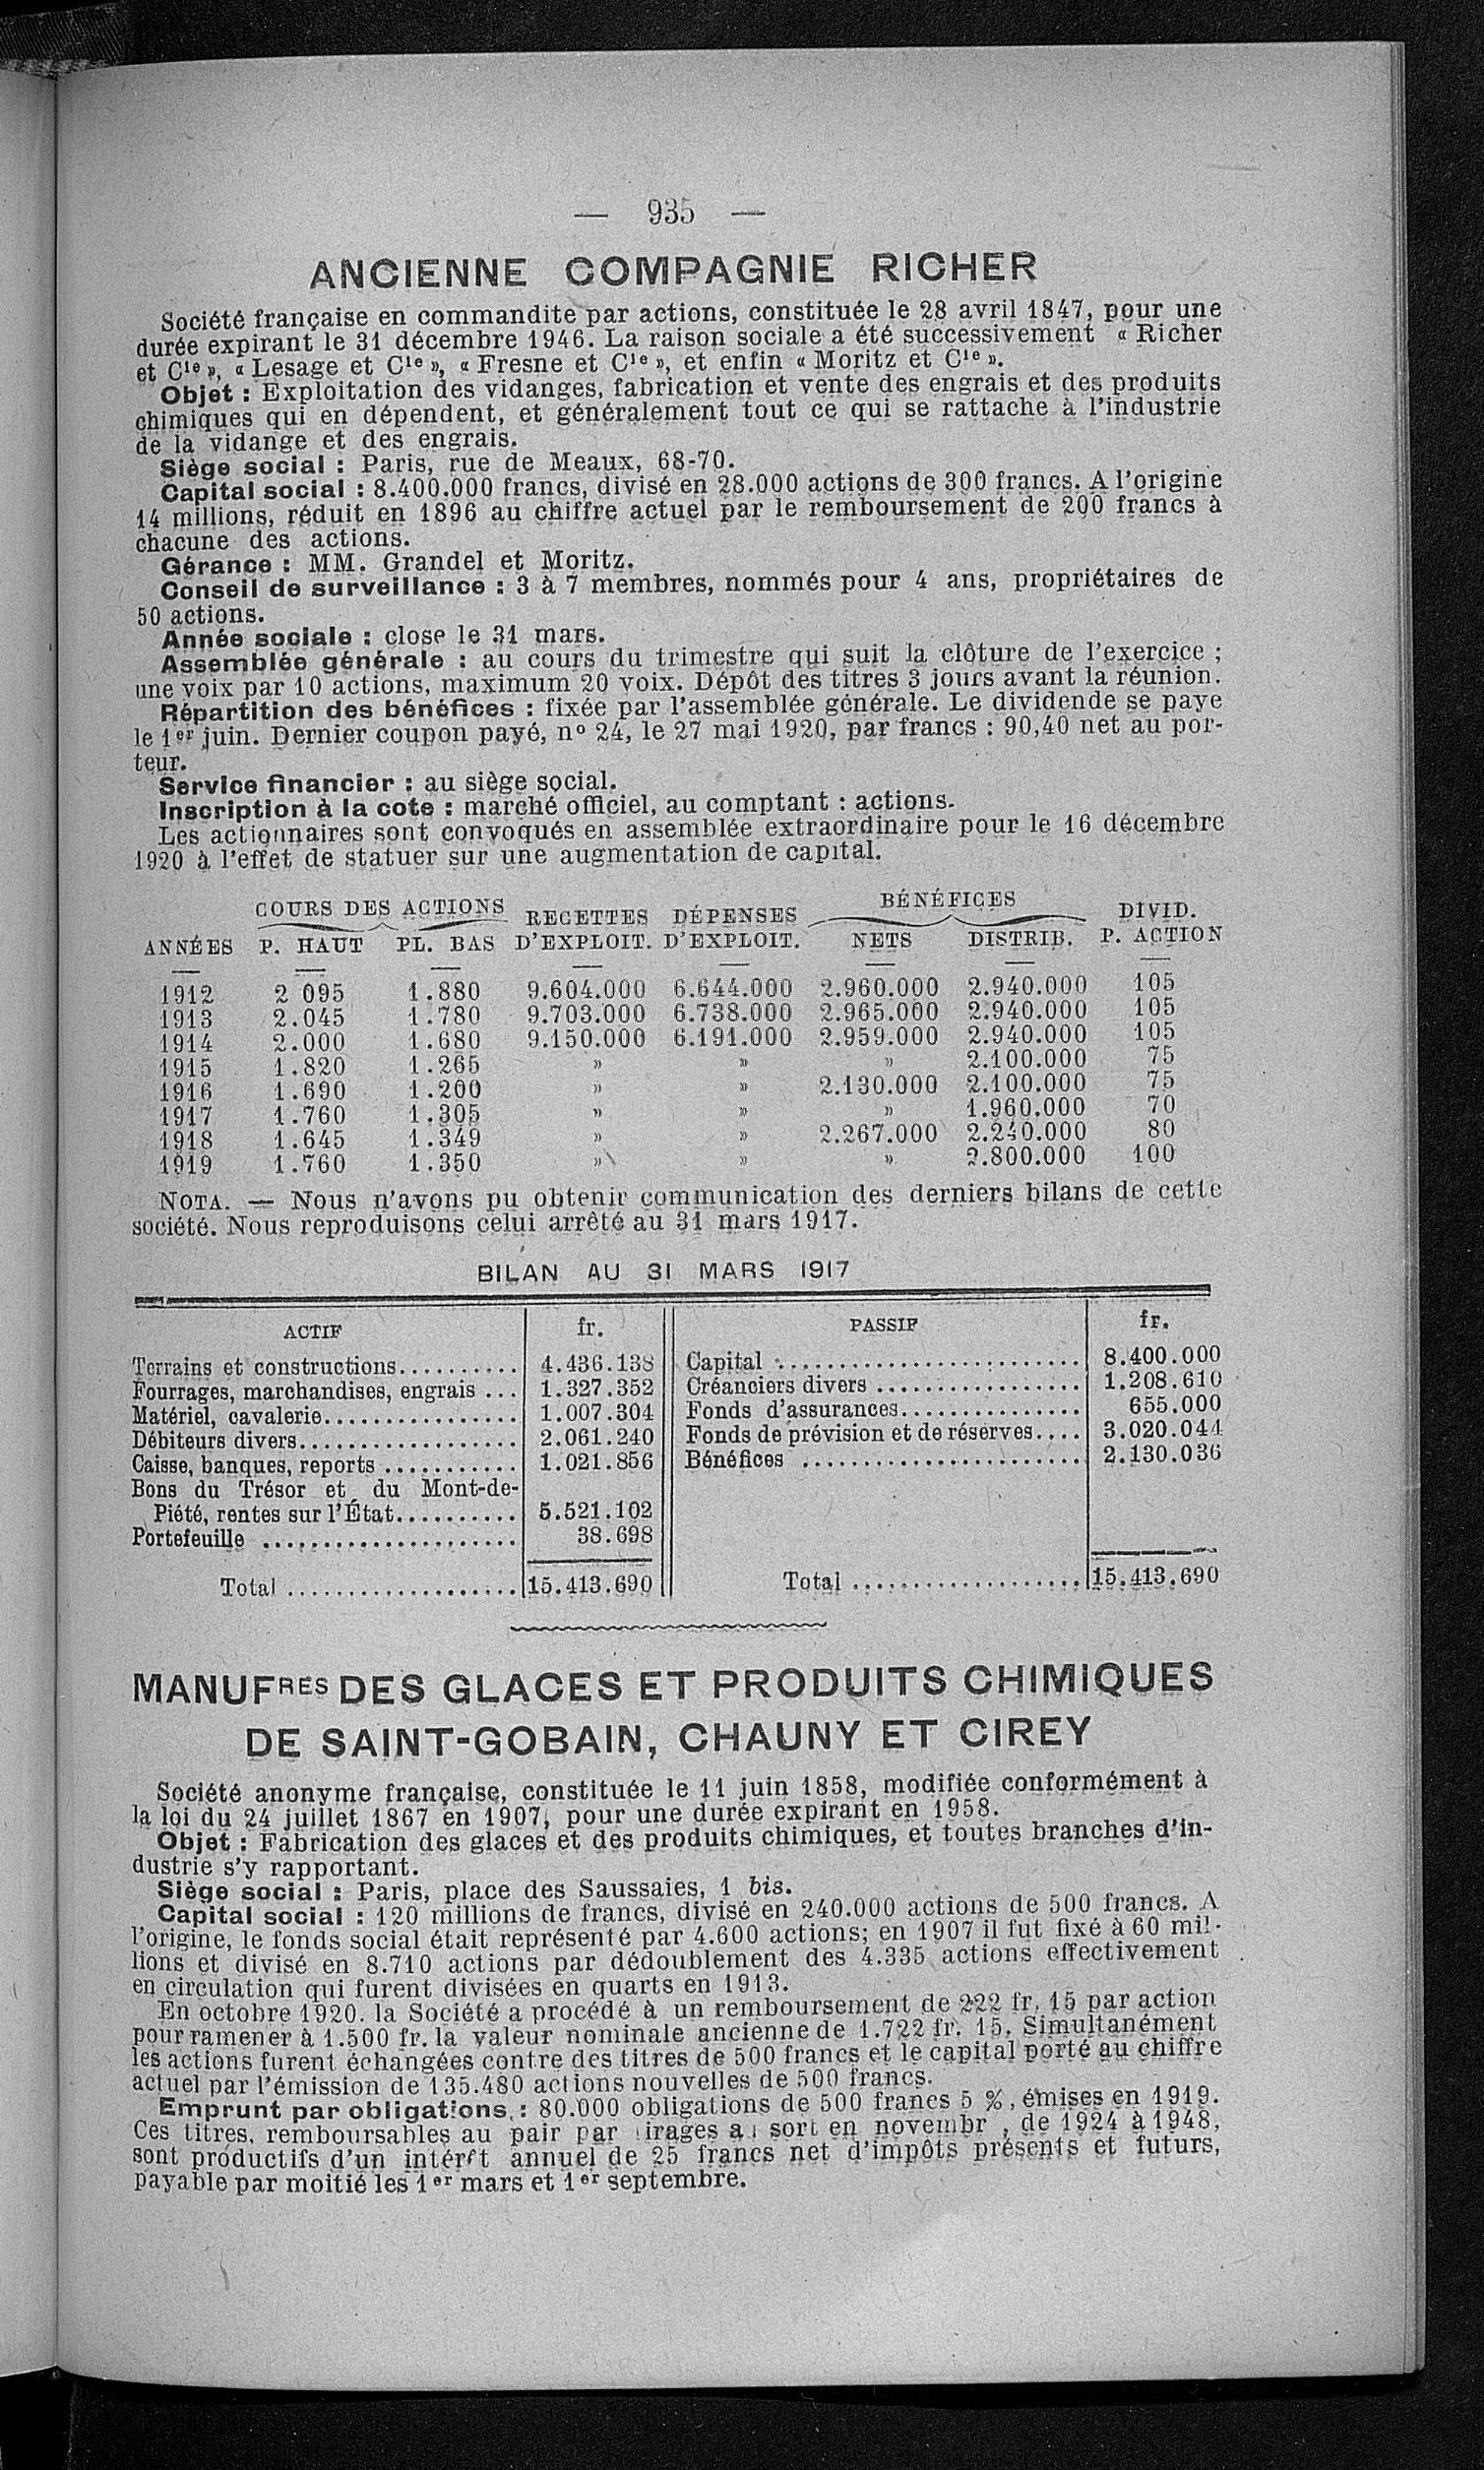 — 935 —
ANCIENNE COMPAGNIE RICHER
Société française en commandite par actions, constituée le 28 avril 1847, pour une
durée expirant le 31 décembre 1946. La raison sociale a été successivement « Richer
et Cie », « Lesage et Cie », « Fresne et Cie », et enfin « Moritz et Cie ».
Objet : Exploitation des vidanges, fabrication et vente des engrais et des produits
chimiques qui en dépendent, et généralement tout ce qui se rattache à l'industrie
de la vidange et des engrais.
Siège social : Paris, rue de Meaux, 68-70.
Capital social : 8.400.000 francs, divisé en 28.000 actions de 300 francs. A l'origine
14 millions, réduit en 1896 au chiffre actuel par le remboursement de 200 francs à
chacune des actions.
Gérance : MM. Grandel et Moritz.
Conseil de surveillance : 3 à 7 membres, nommés pour 4 ans, propriétaires de
50 actions.
Année sociale : close le 31 mars.
Assemblée générale : au cours du trimestre qui suit la clôture de l'exercice ;
une voix par 10 actions, maximum 20 voix. Dépôt des titres 3 jours avant la réunion.
Répartition des bénéfices : fixée par l'assemblée générale. Le dividende se paye
le 1er juin. Dernier coupon payé, no 24, le 27 mai 1920, par francs : 90,40 net au por-
teur.
Service financier : au siège social.
Inscription à la cote : marché officiel, au comptant : actions.
Les actionnaires sont convoqués en assemblée extraordinaire pour le 16 décembre
1920 à l'effet de statuer sur une augmentation de capital.
COURS DES ACTIONS RECETTES DÉPENSES BÉNÉFICES DIVID.
ANNÉES P. HAUT PL. BAS D'EXPLOIT. D'EXPLOIT. NETS DISTRIB. P. ACTION
1912 2 095 1.880 9.604.000 6.644.000 2.960.000 2.940.000 105
1913 2.045 1.780 9.703.000 6.738.000 2.965.000 2.940.000 105
1914 2.000 1.680 9.150.000 6.191.000 2.959.000 2.940.000 105
1915 1.820 1.265 » » » 2.100.000 75
1916 1.690 1.200 » » 2.130.000 2.100.000 75
1917 1.760 1.305 » » » 1.960.000 70
1918 1.645 1.349 » » 2.267.000 2.240.000 80
1919 1.760 1.350 » » » 2.800.000 100
NOTA. — Nous n'avons pu obtenir communication des derniers bilans de cette
société. Nous reproduisons celui arrêté au 31 mars 1917.
BILAN AU 31 MARS 1917
ACTIF fr. PASSIF fr.
Terrains et constructions.......... 4.436.138 Capital ......................... 8.400.000
Fourrages, marchandises, engrais ... 1.327.352 Créanciers divers ................. 1.208.610
Matériel, cavalerie................ 1.007.304 Fonds d'assurances............... 655.000
Débiteurs divers.................. 2.061.240 Fonds de prévision et de réserves.... 3.020.044
Caisse, banques, reports ........... 1.021.856 Bénéfices ....................... 2.130.036
Bons du Trésor et du Mont-de-
Piété, rentes sur l'État.......... 5.521.102
Portefeuille ..................... 38.698
Total ................... 15.413.690 Total ................... 15.413.690
MANUFRES DES GLACES ET PRODUITS CHIMIQUES
DE SAINT-GOBAIN, CHAUNY ET CIREY
Société anonyme française, constituée le 11 juin 1858, modifiée conformément à
la loi du 24 juillet 1867 en 1907, pour une durée expirant en 1958.
Objet : Fabrication des glaces et des produits chimiques, et toutes branches d'in-
dustrie s'y rapportant.
Siège social : Paris, place des Saussaies, 1 bis.
Capital social : 120 millions de francs, divisé en 240.000 actions de 500 francs. A
l'origine, le fonds social était représenté par 4.600 actions; en 1907 il fut fixé à 60 mil-
lions et divisé en 8.710 actions par dédoublement des 4.335 actions effectivement
en circulation qui furent divisées en quarts en 1913.
En octobre 1920. la Société a procédé à un remboursement de 222 fr. 15 par action
pour ramener à 1.500 fr. la valeur nominale ancienne de 1.722 fr. 15. Simultanément
les actions furent échangées contre des titres de 500 francs et le capital porté au chiffre
actuel par l'émission de 135.480 actions nouvelles de 500 francs.
Emprunt par obligations : 80.000 obligations de 500 francs 5 %, émises en 1919.
Ces titres, remboursables au pair par tirages au sort en novembr , de 1924 à 1948,
sont productifs d'un intérêt annuel de 25 francs net d'impôts présents et futurs,
payable par moitié les 1er mars et 1er septembre.